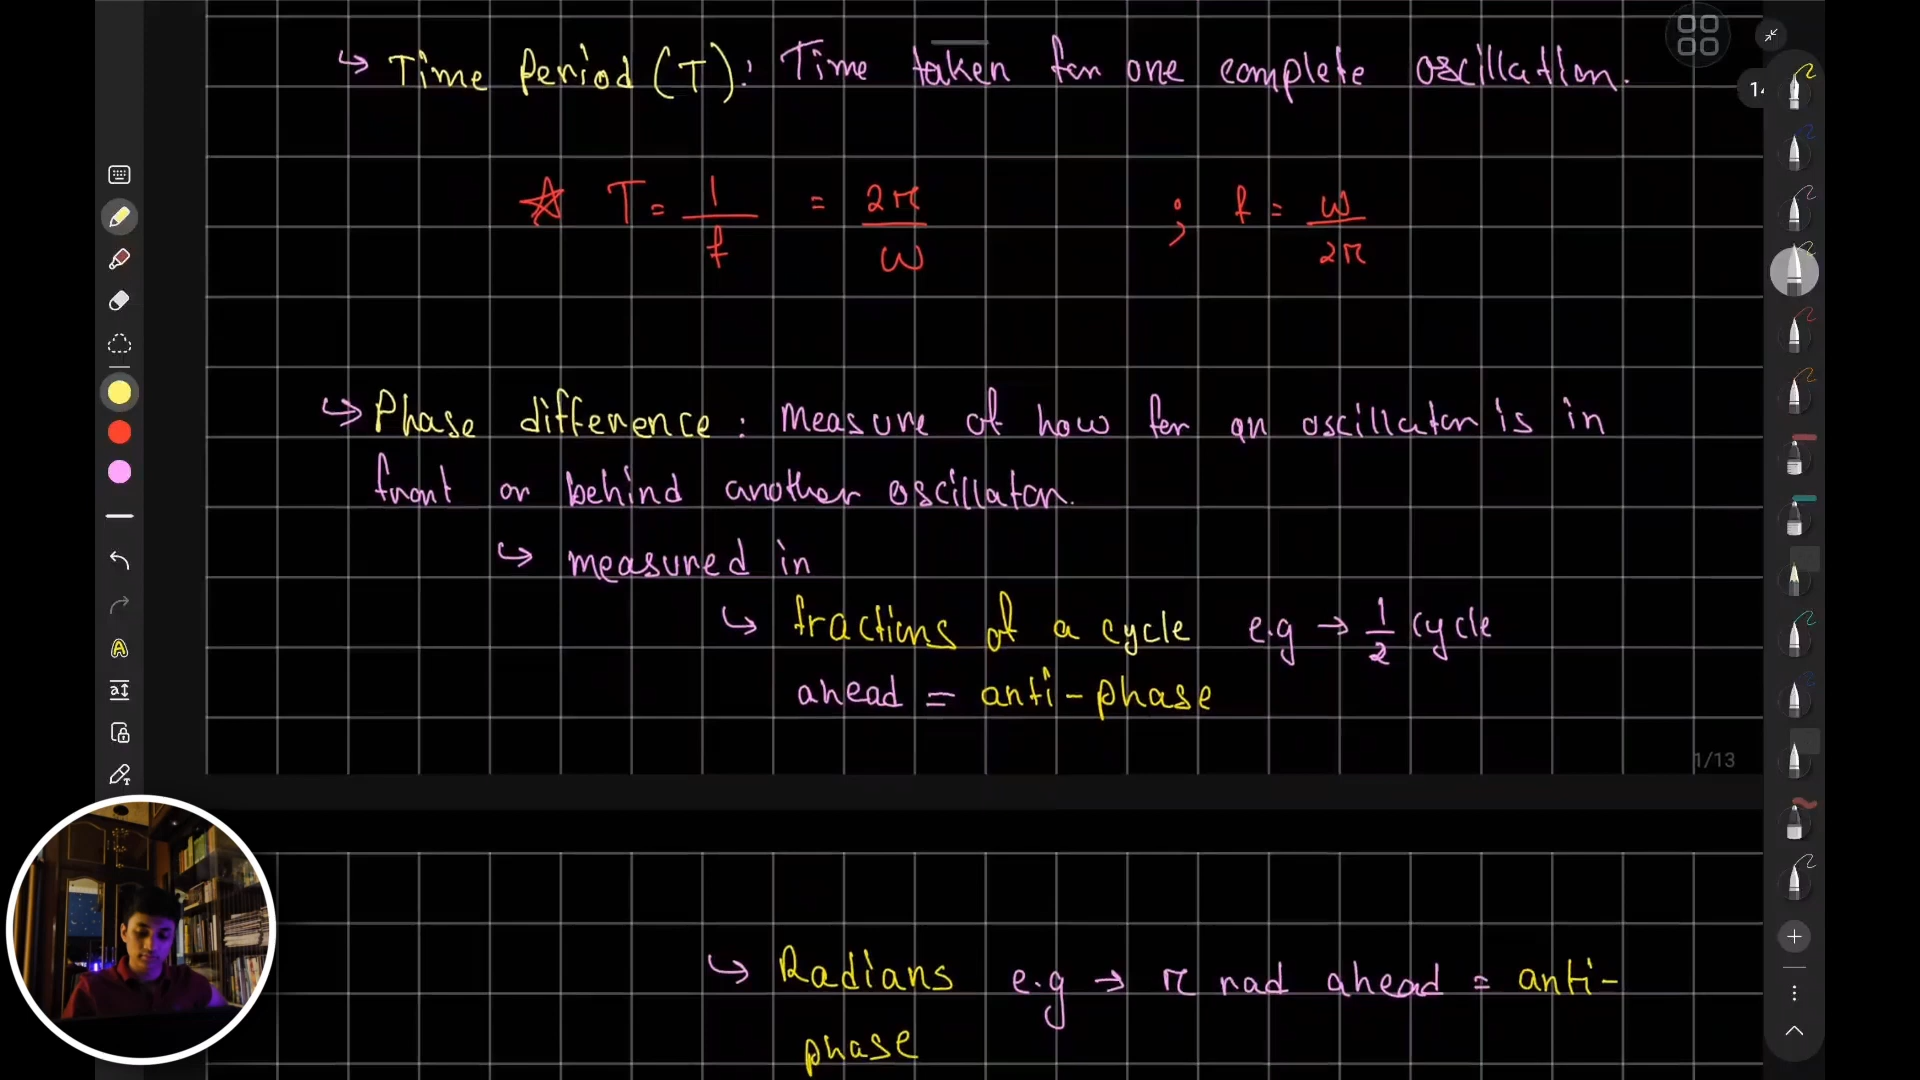 ↪ Time Period (T): Time taken for one complete oscillation.
☆ T = 1/f = 2π/ω ; f = ω/2π
↪ Phase difference: Measure of how far an oscillator is in
front or behind another oscillator.
↪ measured in
↪ fractions of a cycle e.g → 1/2 cycle
ahead = anti-phase
1/13
↪ Radians e.g → π rad ahead = anti-
phase